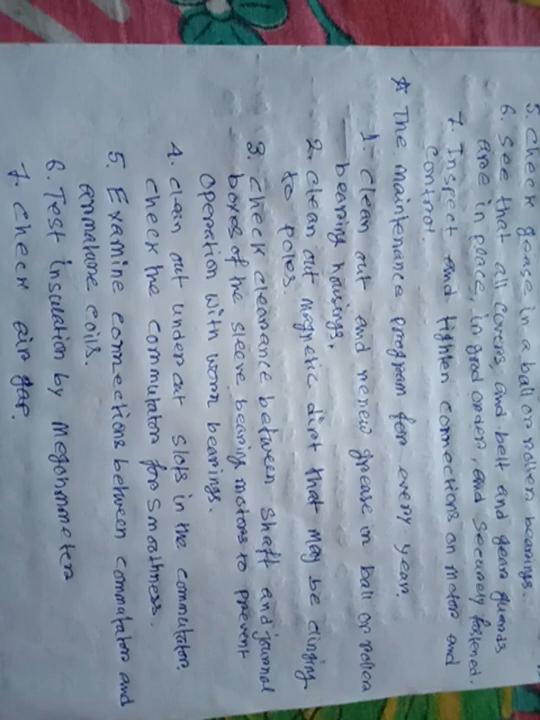 5. Check grease in a ball or roller bearings.
6. See that all covers, and belt and gear guards
are in place, in good order, and securely fastened.
7. Inspect and tighten connections on motor and
control.
☆ The maintenance program for every year.
1. clean out and renew grease in ball or roller
bearing housings.
2. clean out magnetic dirt that may be clinging
to poles.
3. check clearance between shaft and journal
boxes of the sleeve bearing motors to prevent
operation with worn bearings.
4. clean out undercut slots in the commutator.
check the commutator for smoothness.
5. Examine connections between commutator and
armature coils.
6. Test insulation by megohmmeter
7. check air gap.